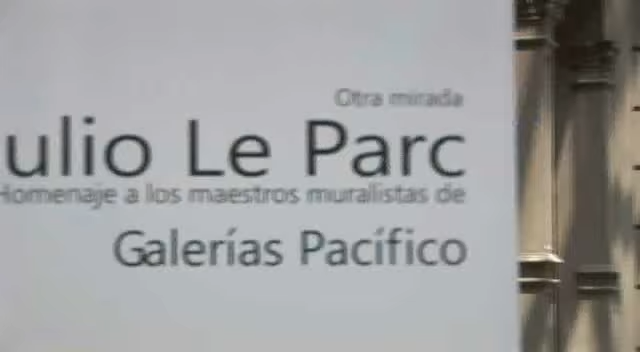 Otra mirada
ulio Le Parc
Homenaje a los maestros muralistas de
Galerías Pacífico